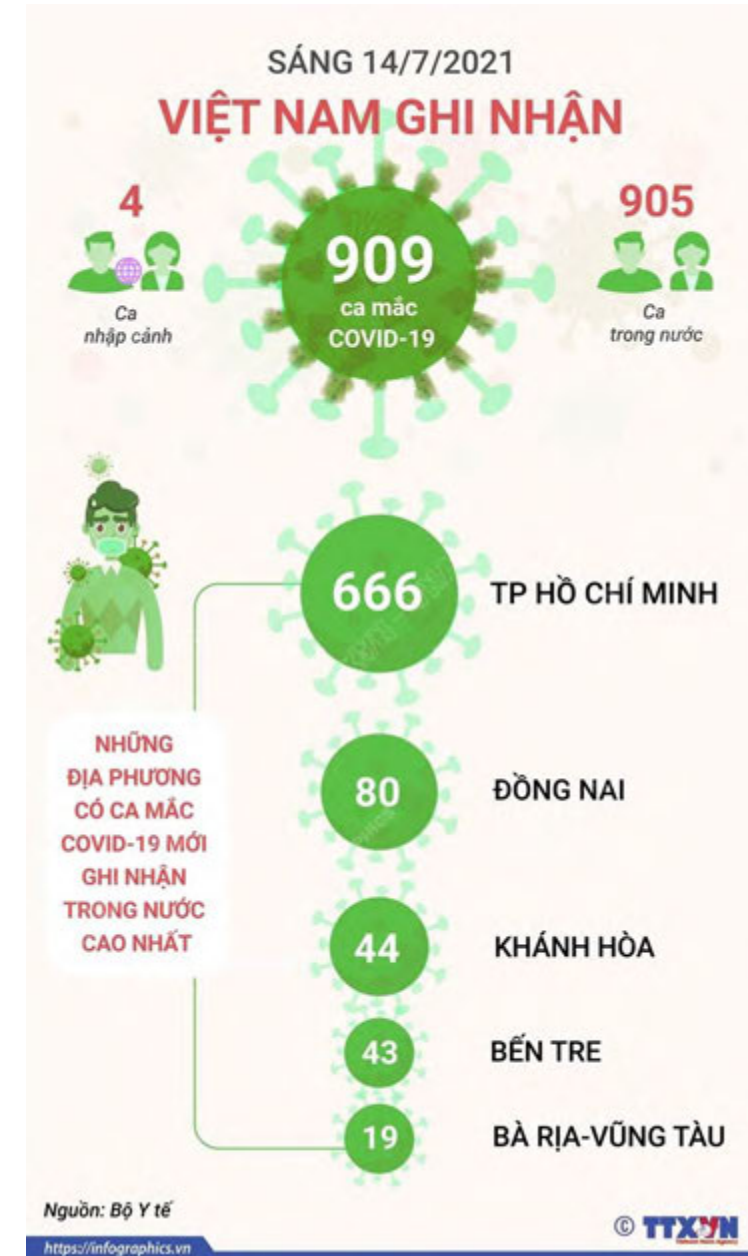 SÁNG 14/7/2021
VIỆT NAM GHI NHẬN
4
Ca
nhập cảnh
909
ca mắc
COVID-19
905
Ca
trong nước
NHỮNG
ĐỊA PHƯƠNG
CÓ CA MẮC
COVID-19 MỚI
GHI NHẬN
TRONG NƯỚC
CAO NHẤT
666 TP HỒ CHÍ MINH
80 ĐỒNG NAI
44 KHÁNH HÒA
43 BẾN TRE
19 BÀ RỊA-VŨNG TÀU
Nguồn: Bộ Y tế
© TTXVN
Vietnam News Agency
https://infographics.vn